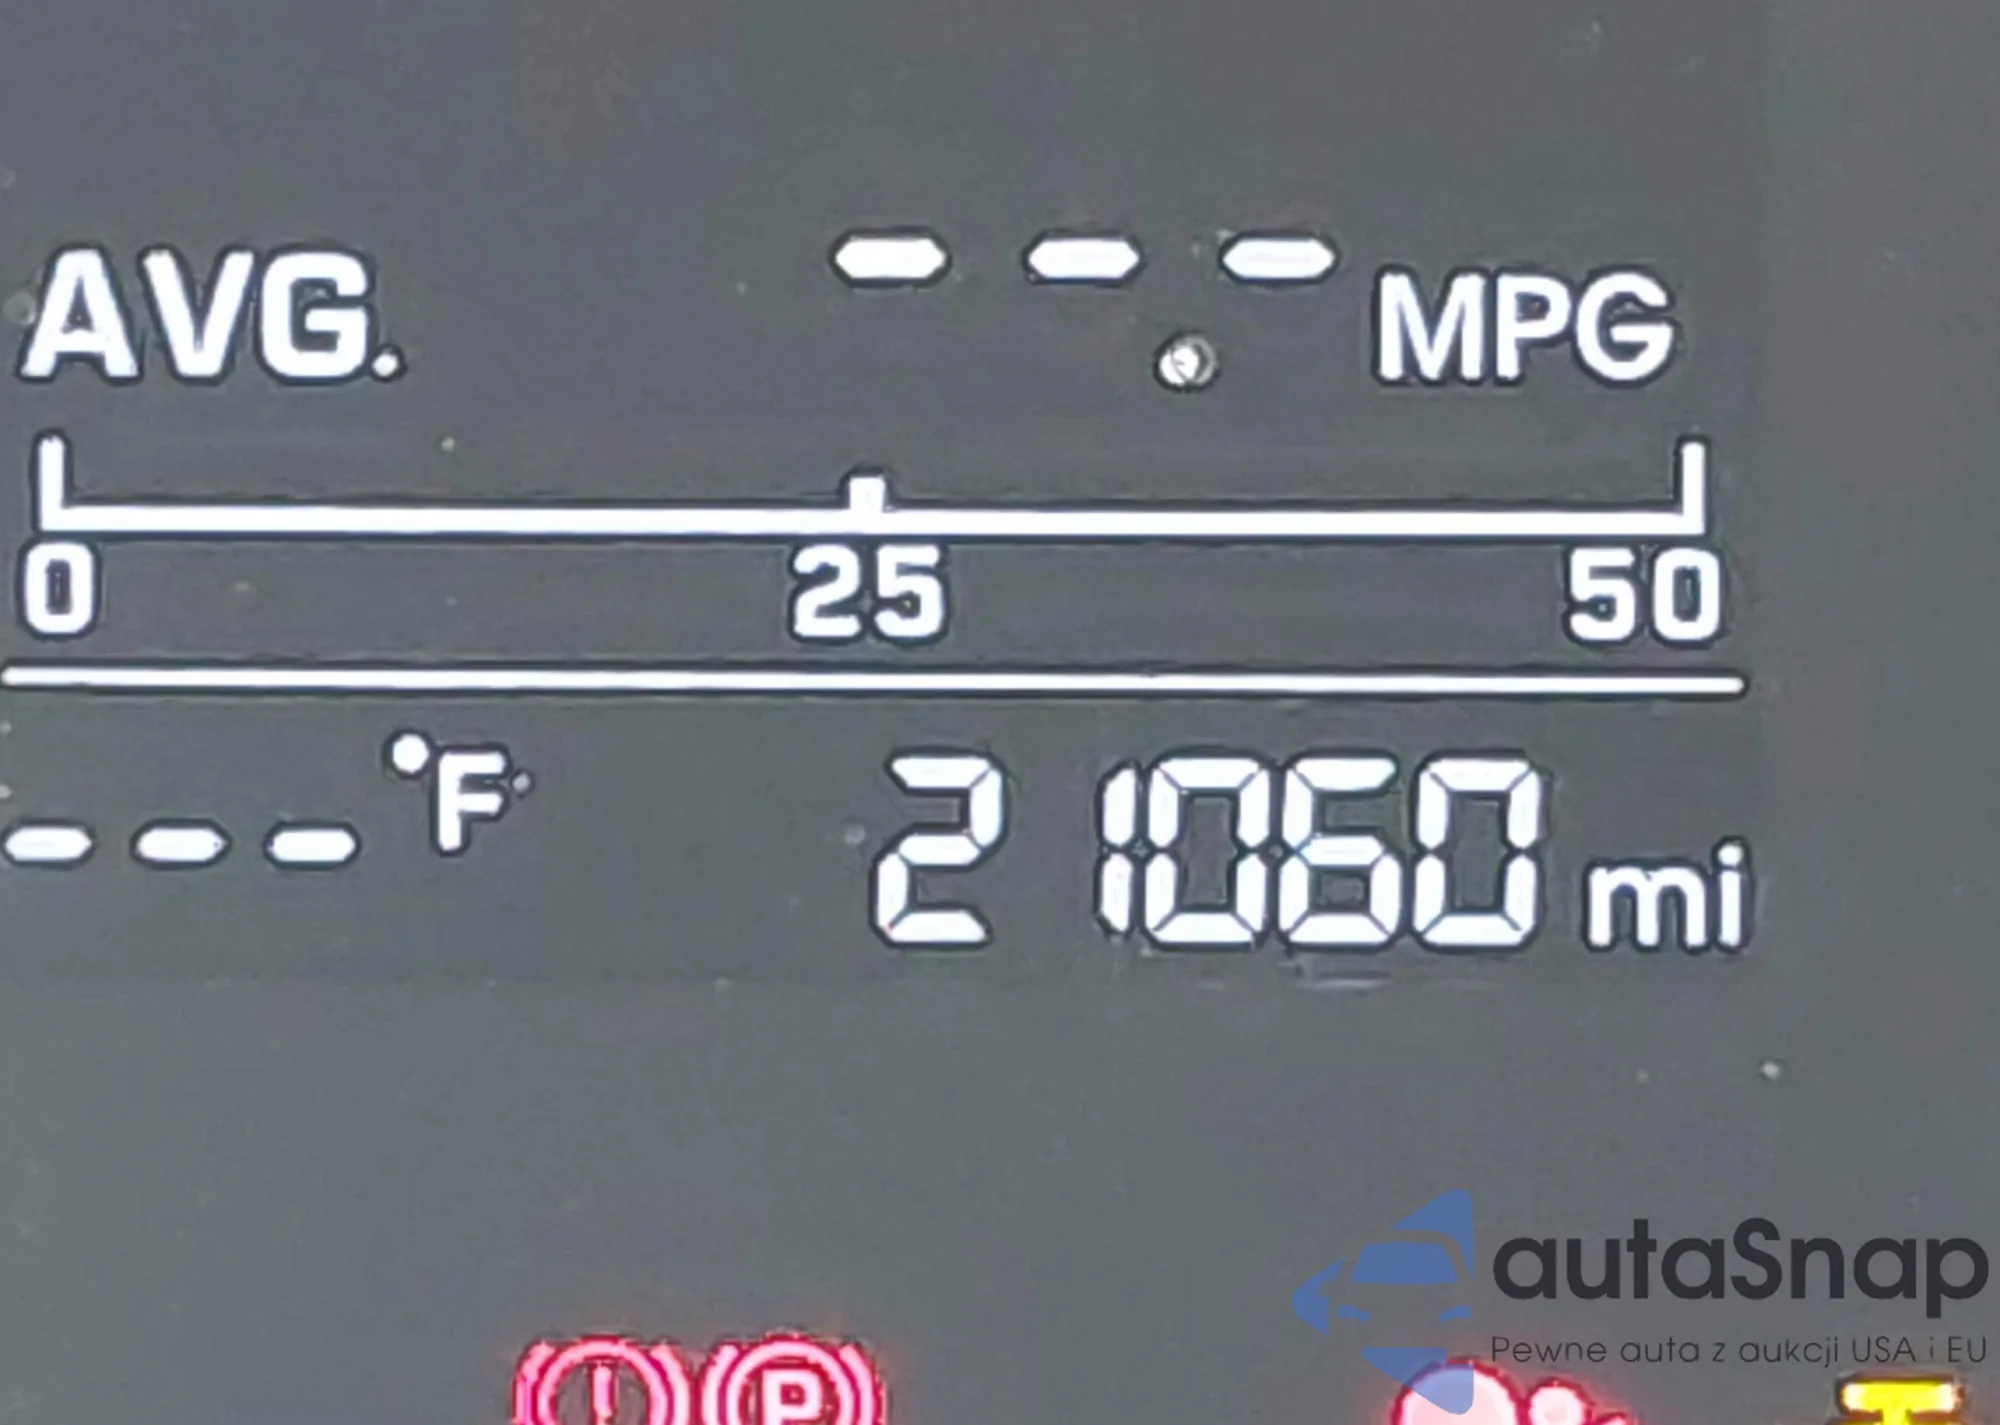 AVG. --.- MPG
0 25 50
--- °F 21060 mi
autaSnap
Pewne auta z aukcji USA i EU
P